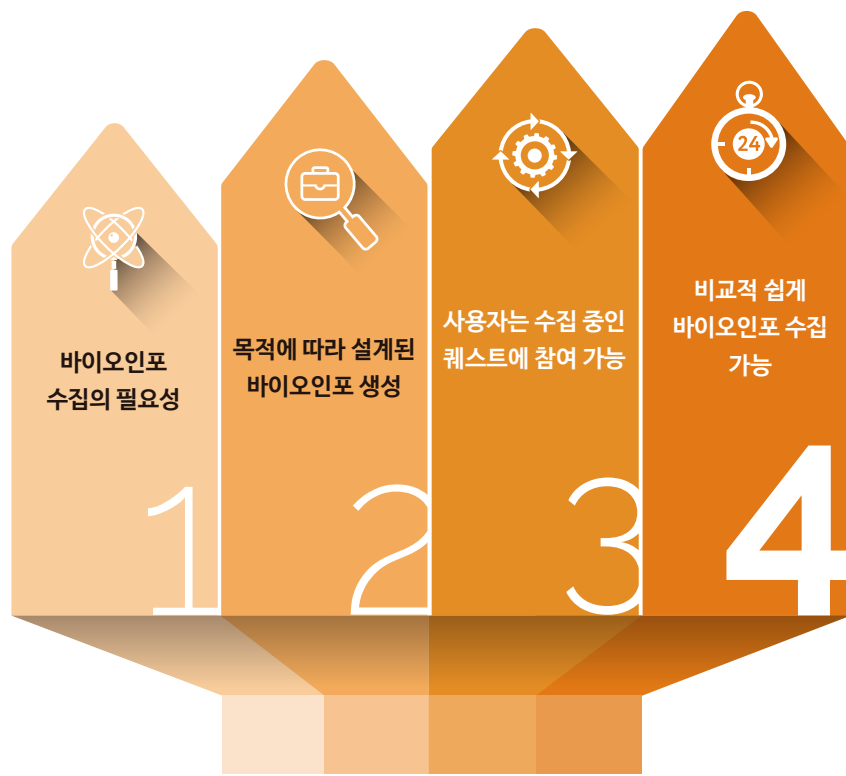 바이오인포
수집의 필요성
1
목적에 따라 설계된
바이오인포 생성
2
사용자는 수집 중인
퀘스트에 참여 가능
3
24
비교적 쉽게
바이오인포 수집
가능
4